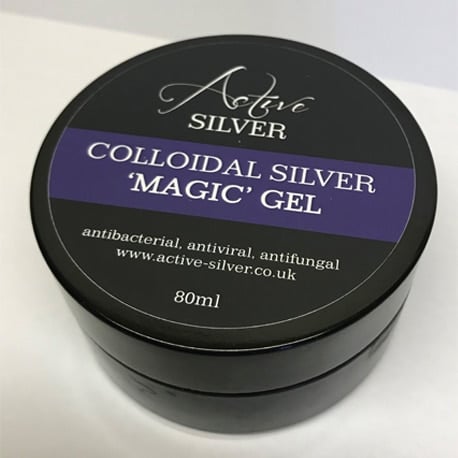 Active
SILVER
COLLOIDAL SILVER
‘MAGIC’ GEL
antibacterial, antiviral, antifungal
www.active-silver.co.uk
80ml